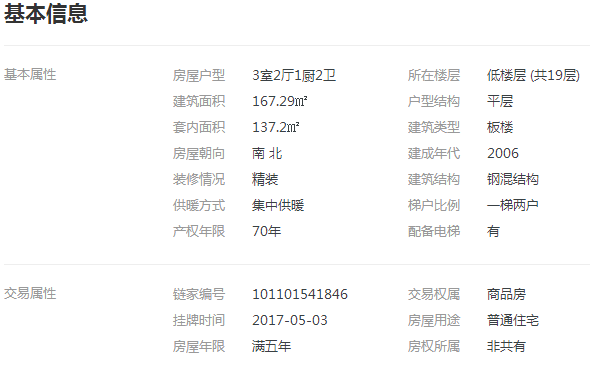 基本信息
基本属性 房屋户型 3室2厅1厨2卫 所在楼层 低楼层 (共19层)
建筑面积 167.29㎡ 户型结构 平层
套内面积 137.2㎡ 建筑类型 板楼
房屋朝向 南 北 建成年代 2006
装修情况 精装 建筑结构 钢混结构
供暖方式 集中供暖 梯户比例 一梯两户
产权年限 70年 配备电梯 有
交易属性 链家编号 101101541846 交易权属 商品房
挂牌时间 2017-05-03 房屋用途 普通住宅
房屋年限 满五年 房权所属 非共有